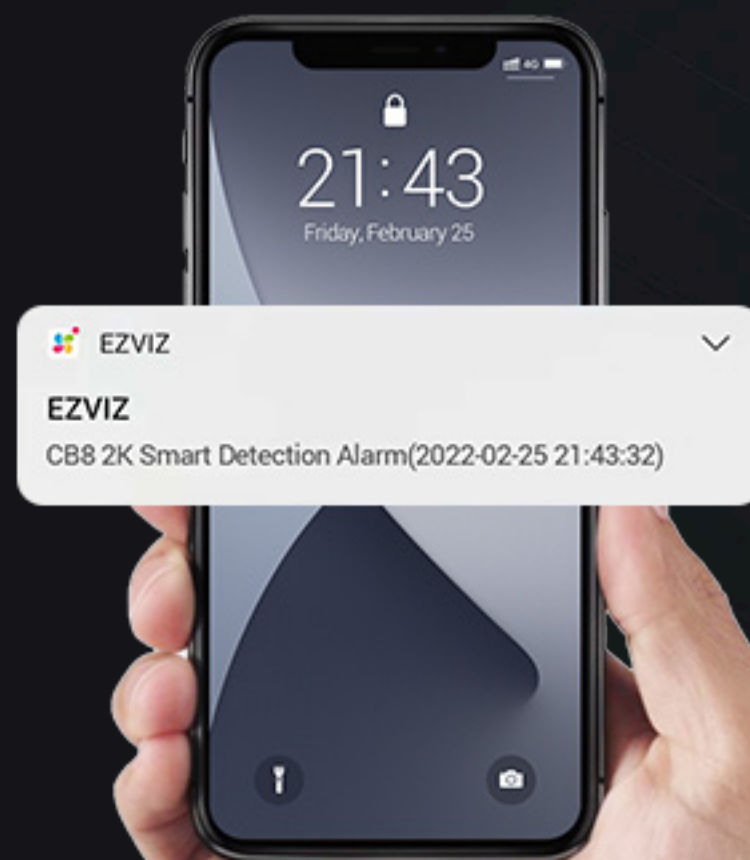 4G
21:43
Friday, February 25
EZVIZ
EZVIZ
CB8 2K Smart Detection Alarm(2022-02-25 21:43:32)